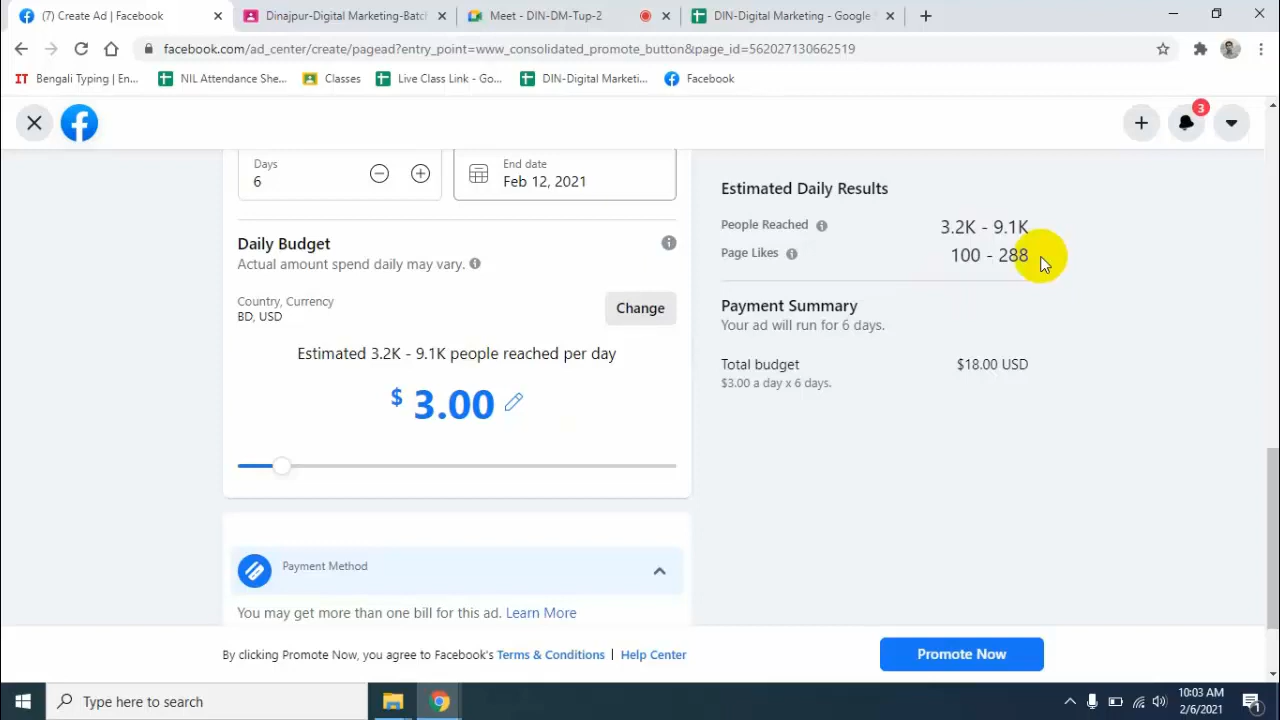 (7) Create Ad | Facebook
Dinajpur-Digital Marketing-Batc
Meet - DIN-DM-Tup-2
DIN-Digital Marketing - Google
facebook.com/ad_center/create/pagead?entry_point=www_consolidated_promote_button&page_id=562027130662519
IT Bengali Typing | En...
NIL Attendance She...
Classes
Live Class Link - Go...
DIN-Digital Marketi...
Facebook
3
Days
6
End date
Feb 12, 2021
Daily Budget
Actual amount spend daily may vary.
Country, Currency
BD, USD
Change
Estimated 3.2K - 9.1K people reached per day
$ 3.00
Payment Method
You may get more than one bill for this ad. Learn More
Estimated Daily Results
People Reached 3.2K - 9.1K
Page Likes 100 - 288
Payment Summary
Your ad will run for 6 days.
Total budget $18.00 USD
$3.00 a day x 6 days.
By clicking Promote Now, you agree to Facebook's Terms & Conditions | Help Center
Promote Now
Type here to search
10:03 AM
2/6/2021
1